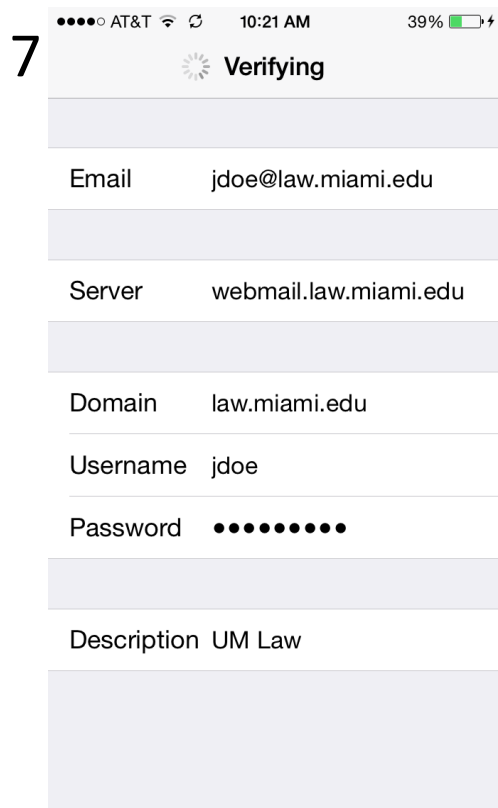 7
AT&T 10:21 AM 39%
Verifying
Email jdoe@law.miami.edu
Server webmail.law.miami.edu
Domain law.miami.edu
Username jdoe
Password ●●●●●●●●●
Description UM Law